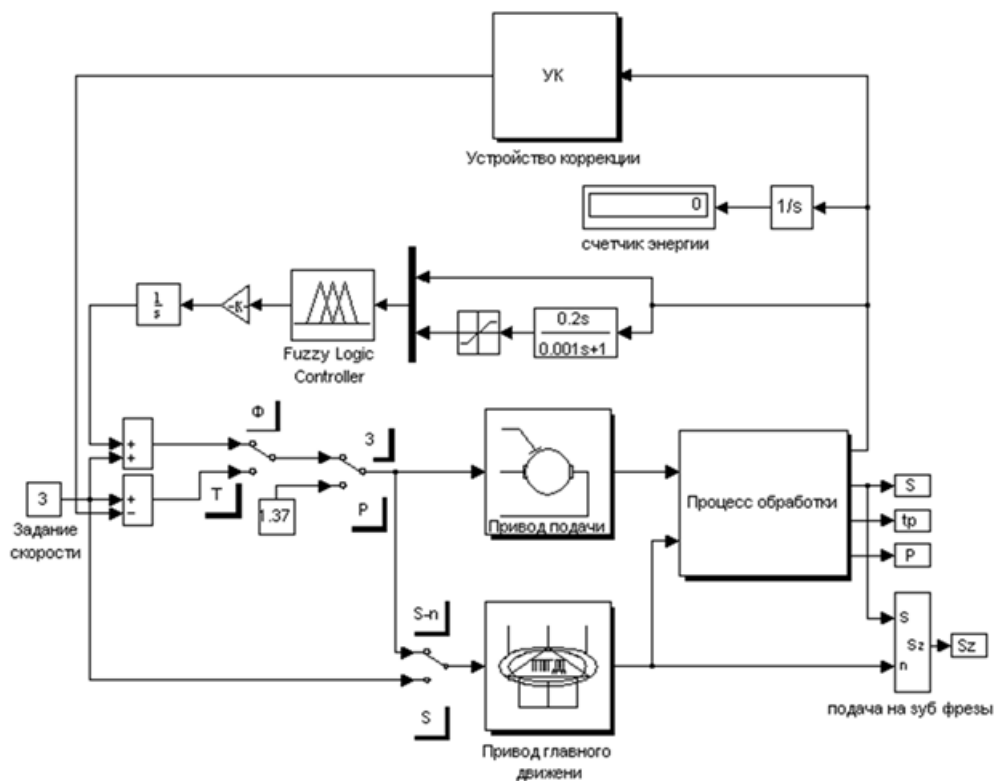 УК
Устройство коррекции
0
1/s
счетчик энергии
1
s
-K-
Fuzzy Logic
Controller
0.2s
0.001s+1
Ф
З
+
+
+
−
3
Задание
скорости
Т
1.37
Р
Привод подачи
Процесс обработки
S
tp
P
S-n
S
Привод главного
движени
S
n
Sz
Sz
подача на зуб фрезы